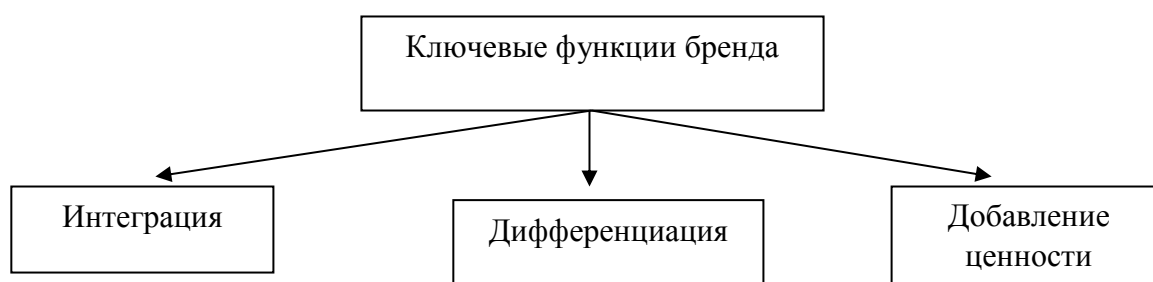 Ключевые функции бренда
Интеграция
Дифференциация
Добавление
ценности